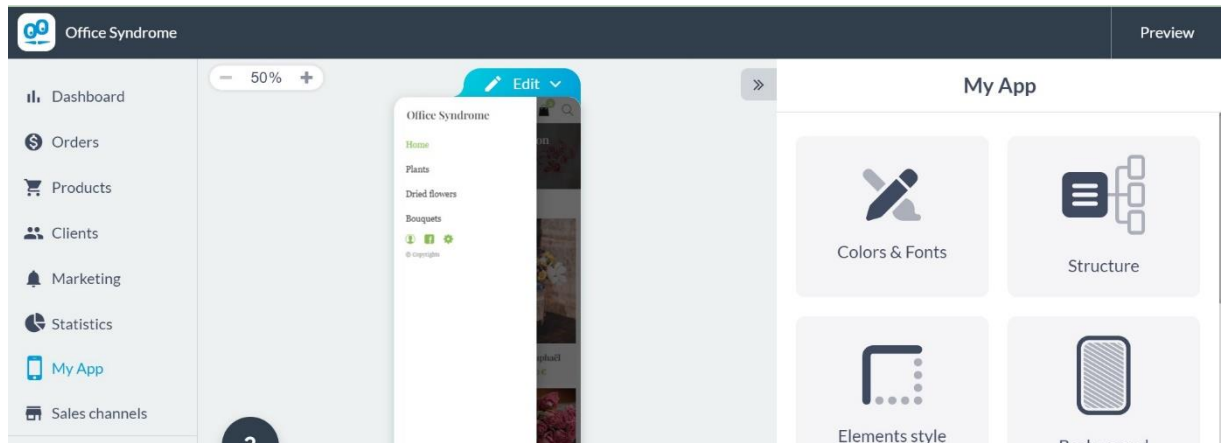 Office Syndrome
Preview
Dashboard
Orders
Products
Clients
Marketing
Statistics
My App
Sales channels
50%
Edit
Office Syndrome
Home
Plants
Dried flowers
Bouquets
© Copyrights
My App
Colors & Fonts
Structure
Elements style